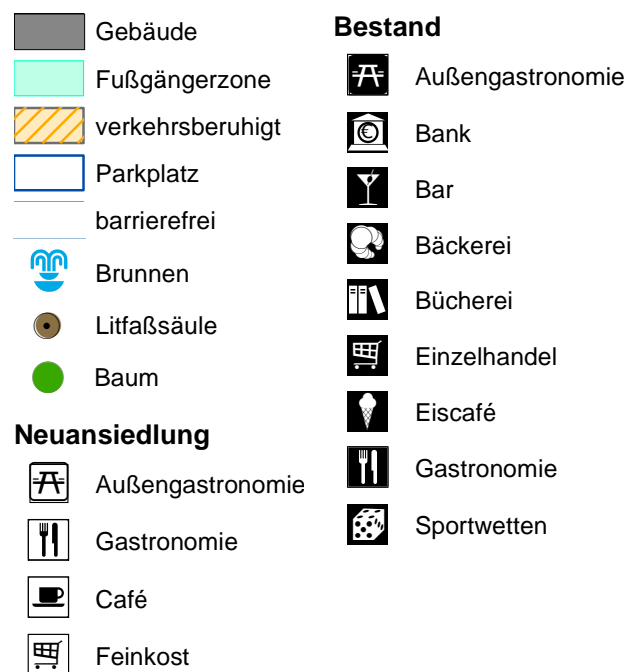 Gebäude
Fußgängerzone
verkehrsberuhigt
Parkplatz
barrierefrei
Brunnen
Litfaßsäule
Baum
Neuansiedlung
Außengastronomie
Gastronomie
Café
Feinkost
Bestand
Außengastronomie
Bank
Bar
Bäckerei
Bücherei
Einzelhandel
Eiscafé
Gastronomie
Sportwetten